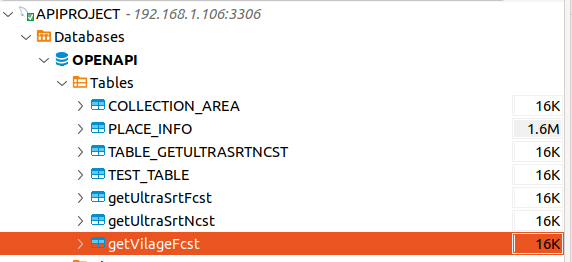 APIPROJECT - 192.168.1.106:3306
Databases
OPENAPI
Tables
COLLECTION_AREA 16K
PLACE_INFO 1.6M
TABLE_GETULTRASRTNCST 16K
TEST_TABLE 16K
getUltraSrtFcst 16K
getUltraSrtNcst 16K
getVilageFcst 16K